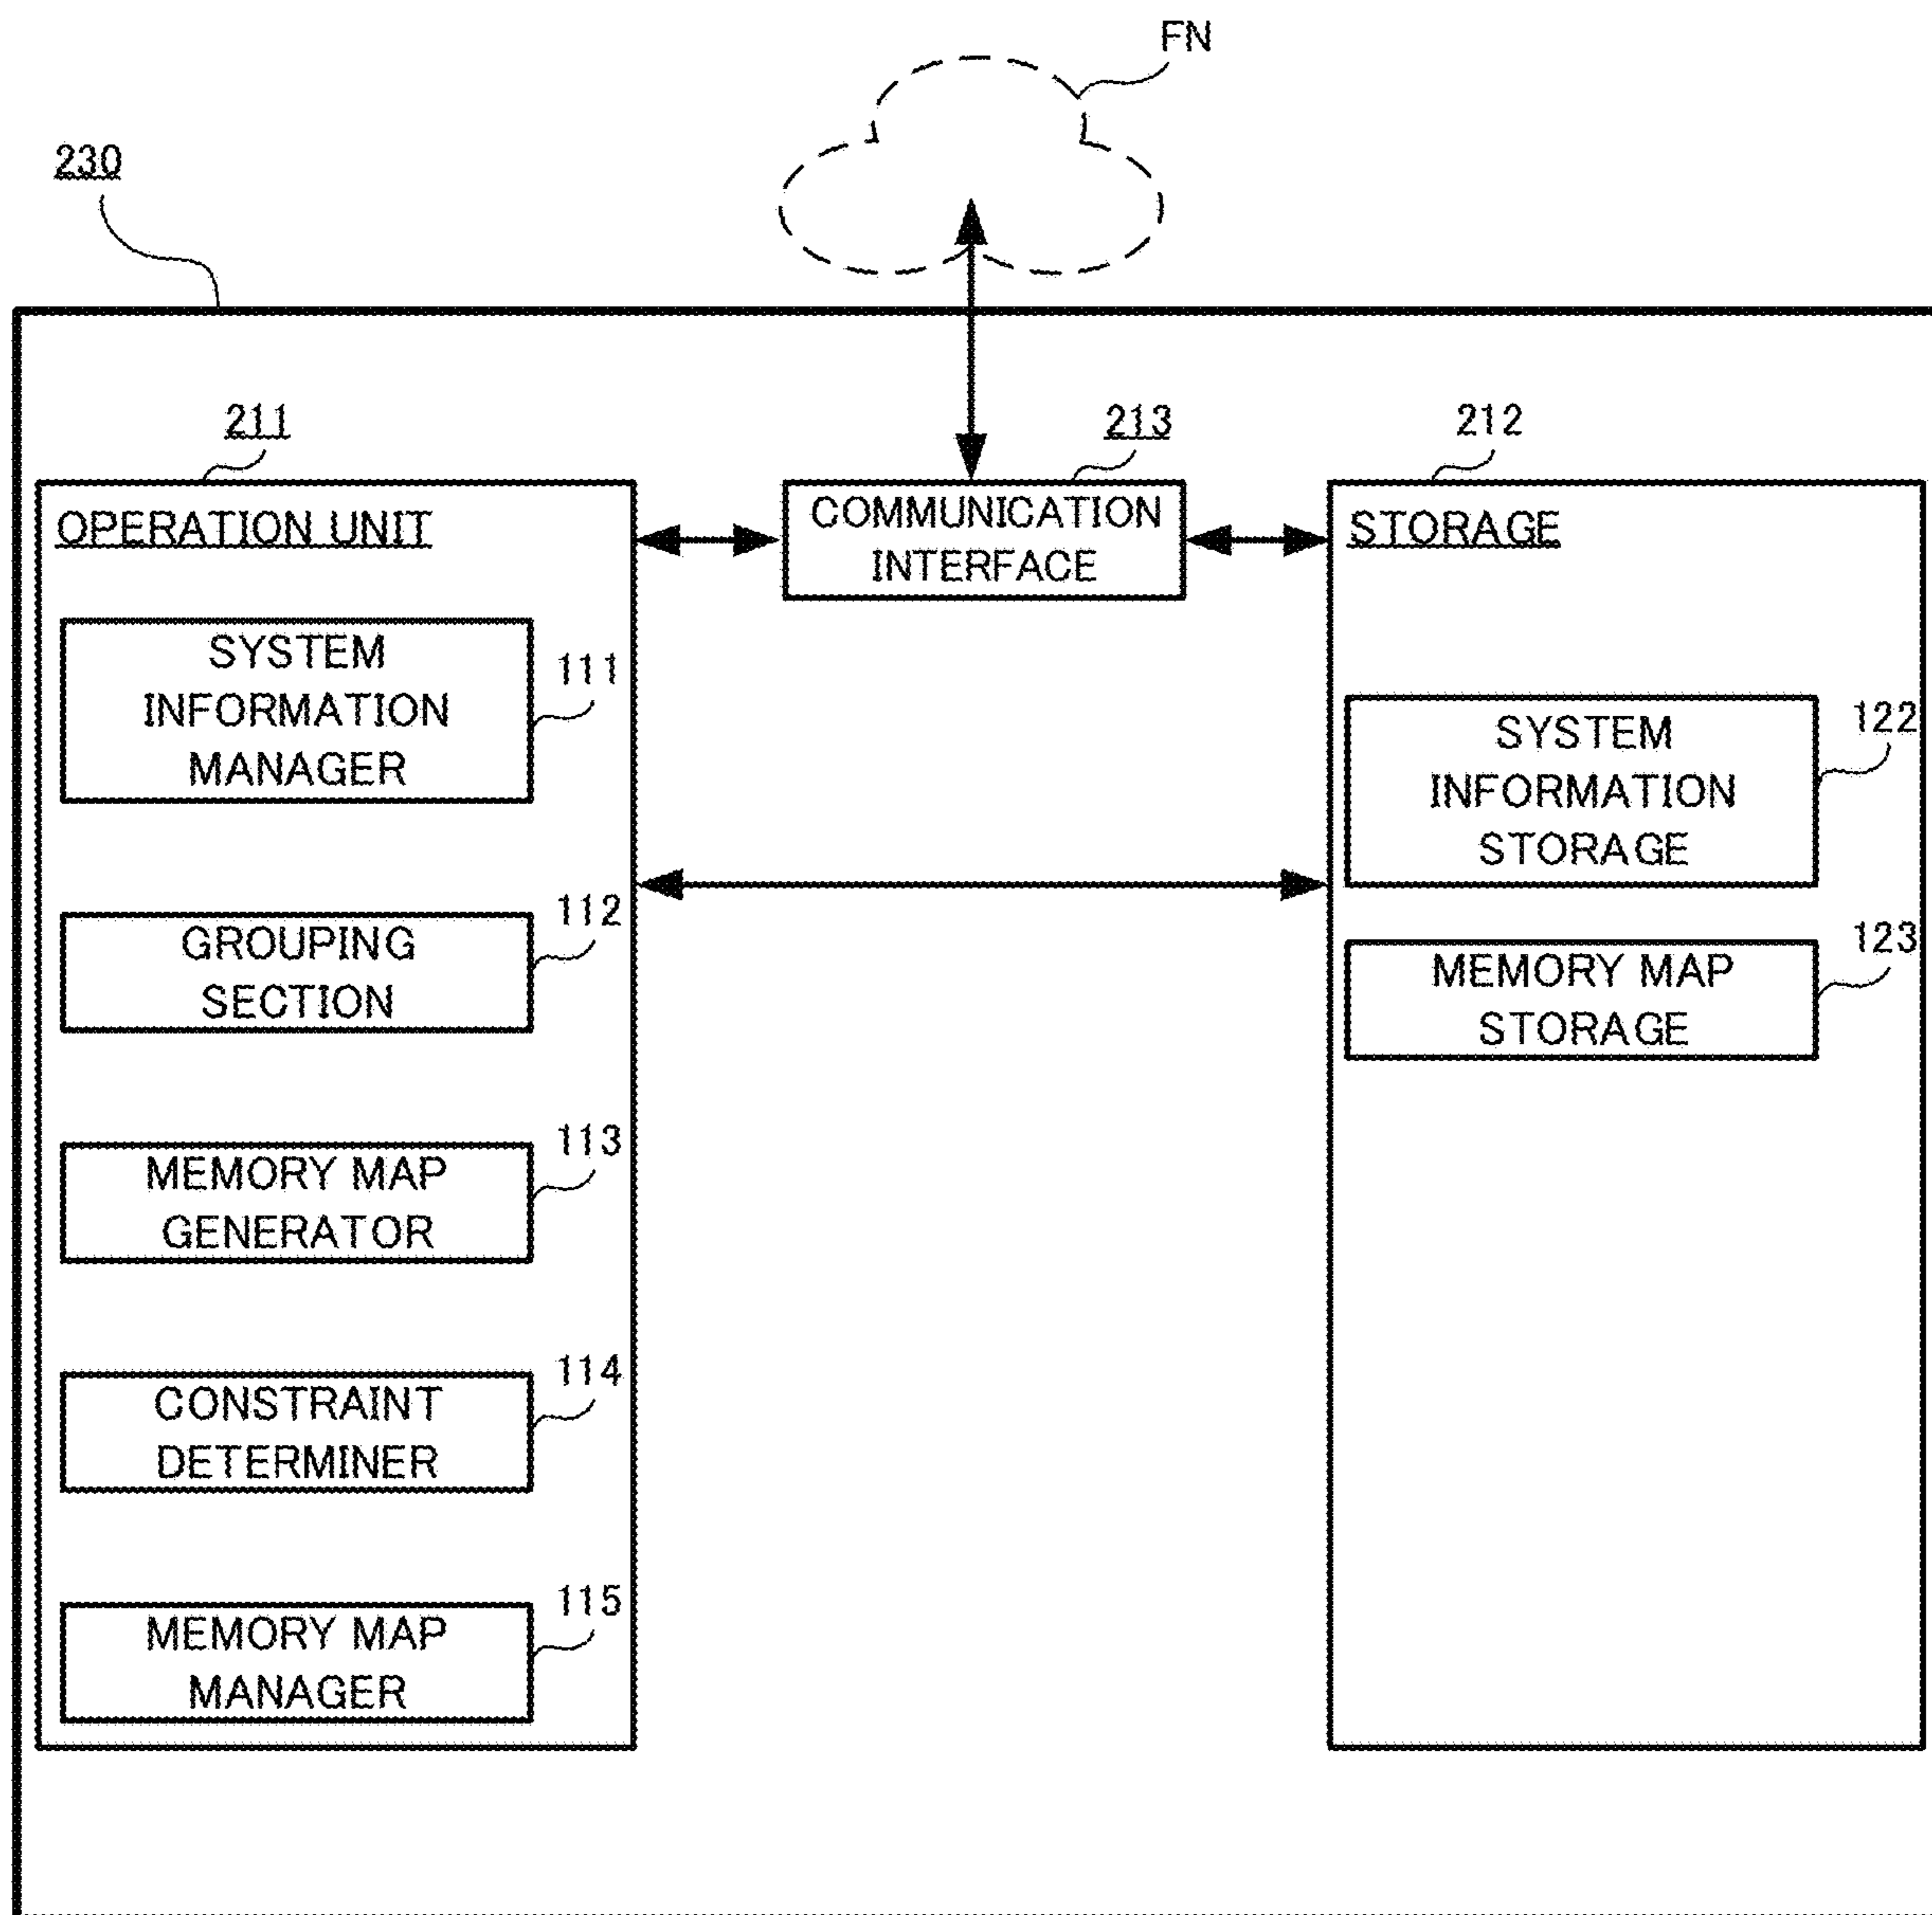 FN
230
211
213
212
OPERATION UNIT
COMMUNICATION
INTERFACE
STORAGE
SYSTEM
INFORMATION
MANAGER
111
GROUPING
SECTION
112
MEMORY MAP
GENERATOR
113
CONSTRAINT
DETERMINER
114
MEMORY MAP
MANAGER
115
SYSTEM
INFORMATION
STORAGE
122
MEMORY MAP
STORAGE
123